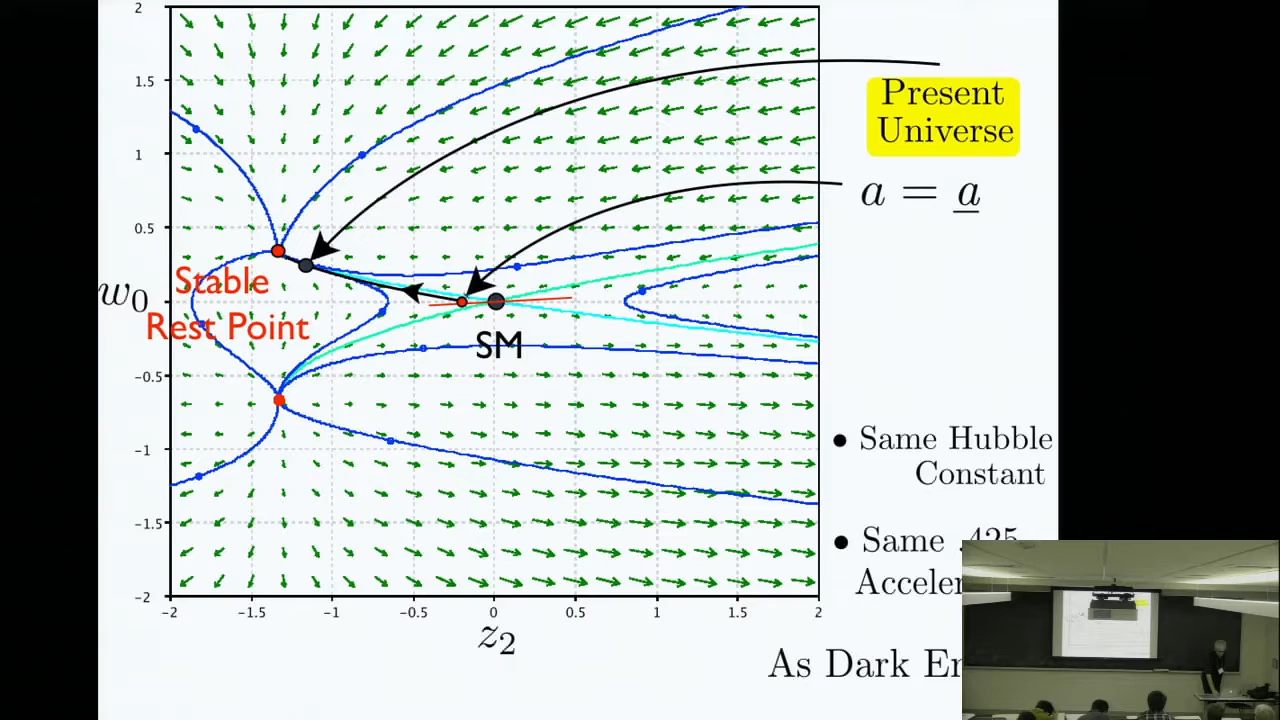 2
1.5
1
0.5
0
−0.5
−1
−1.5
−2
−2
−1.5
−1
−0.5
0
0.5
1
1.5
2
w0
z2
Stable
Rest Point
SM
Present
Universe
a = a
• Same Hubble
Constant
• Same .425
As Dark